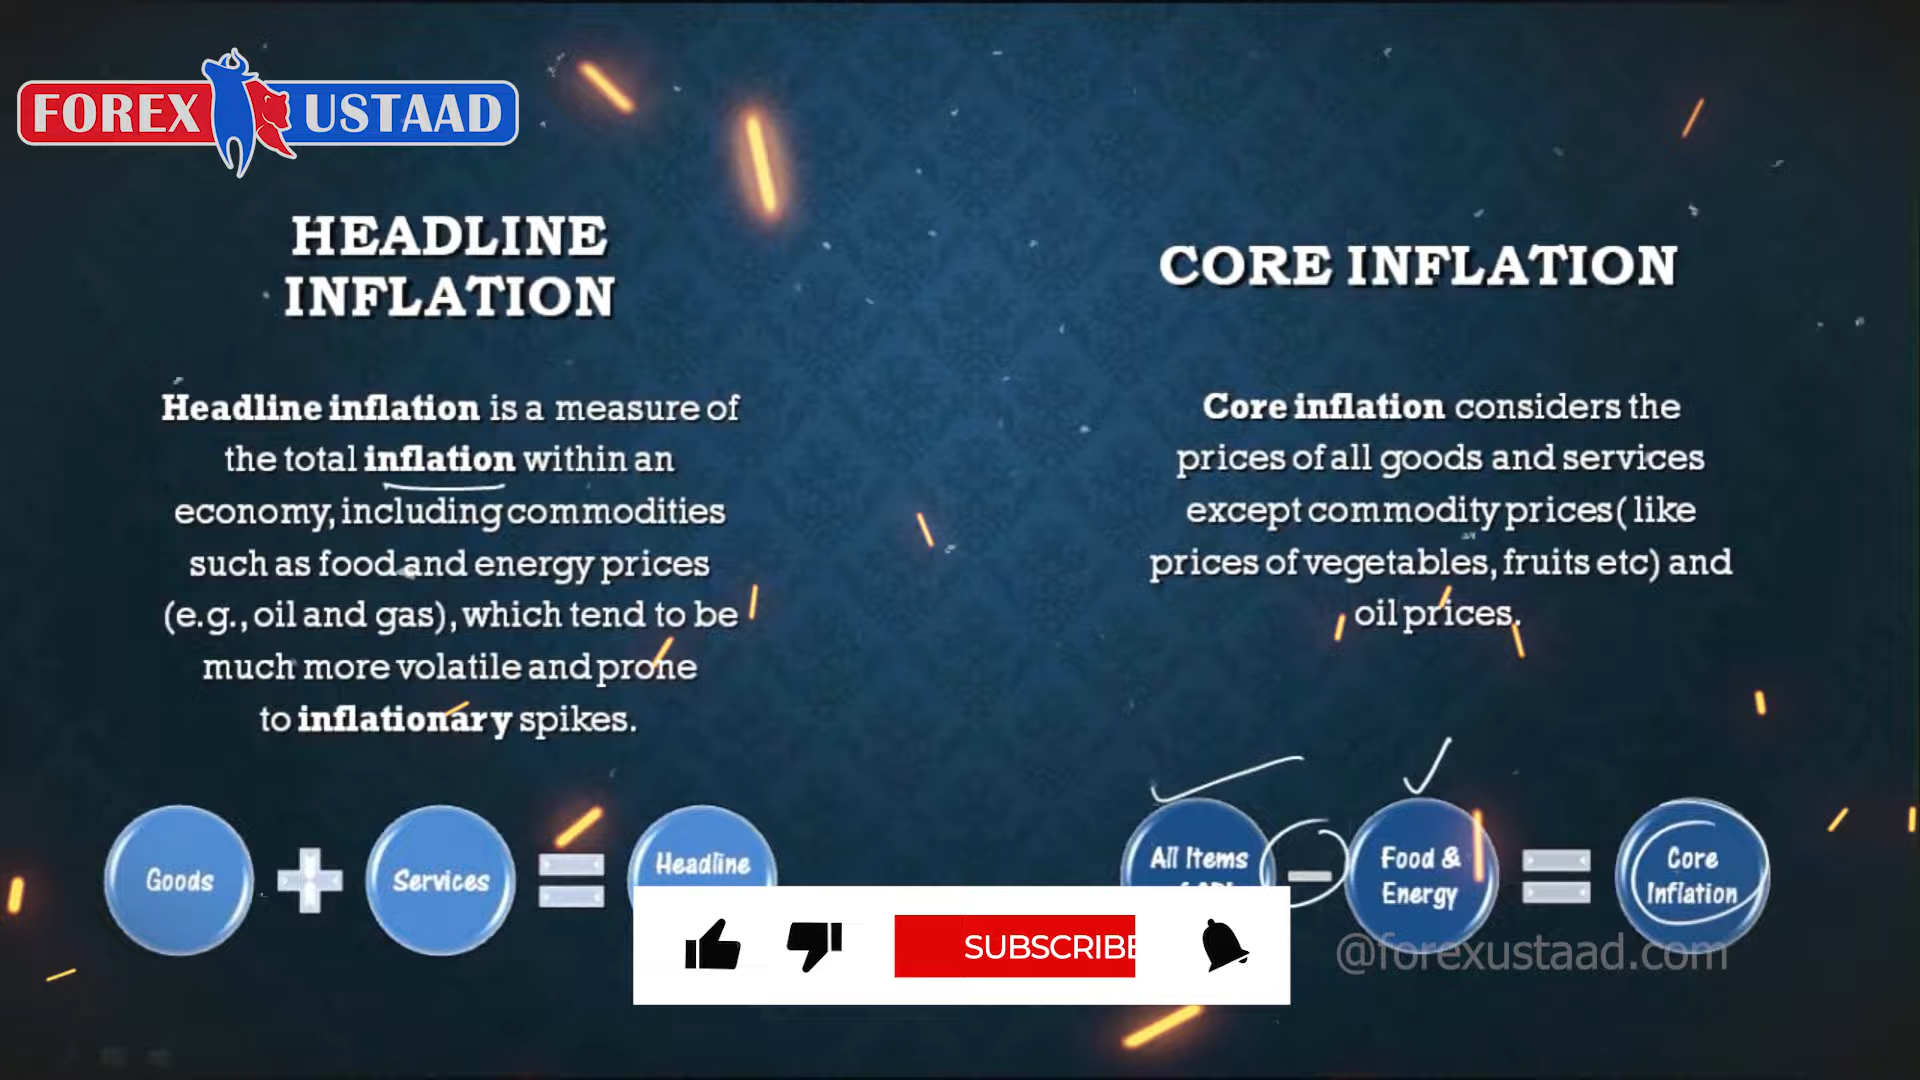 FOREX USTAAD
HEADLINE
INFLATION
Headline inflation is a measure of
the total inflation within an
economy, including commodities
such as food and energy prices
(e.g., oil and gas), which tend to be
much more volatile and prone
to inflationary spikes.
Goods
Services
Headline
CORE INFLATION
Core inflation considers the
prices of all goods and services
except commodity prices( like
prices of vegetables, fruits etc) and
oil prices.
All Items
Food &
Energy
Core
Inflation
SUBSCRIBE
@forexustaad.com